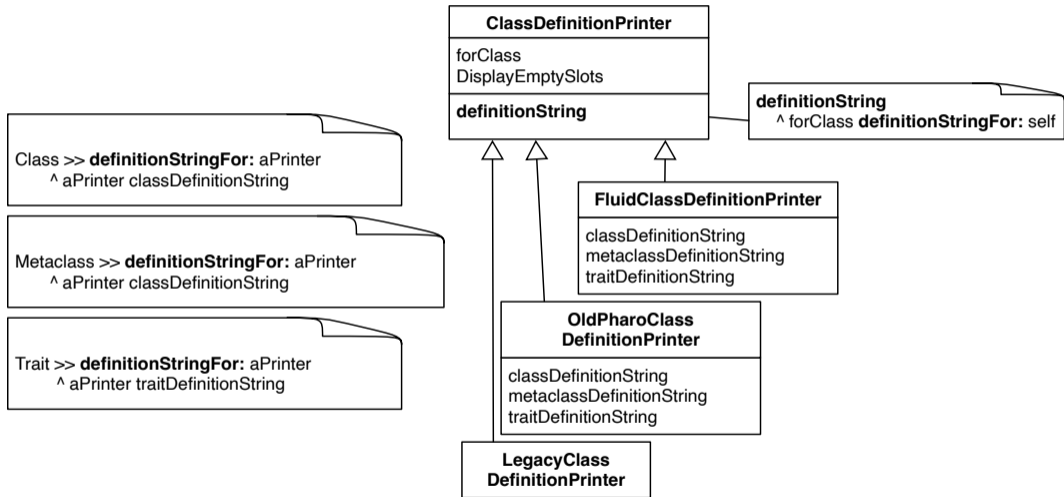 ClassDefinitionPrinter
forClass
DisplayEmptySlots
definitionString
definitionString
^ forClass definitionStringFor: self
Class >> definitionStringFor: aPrinter
^ aPrinter classDefinitionString
Metaclass >> definitionStringFor: aPrinter
^ aPrinter classDefinitionString
Trait >> definitionStringFor: aPrinter
^ aPrinter traitDefinitionString
FluidClassDefinitionPrinter
classDefinitionString
metaclassDefinitionString
traitDefinitionString
OldPharoClass
DefinitionPrinter
classDefinitionString
metaclassDefinitionString
traitDefinitionString
LegacyClass
DefinitionPrinter